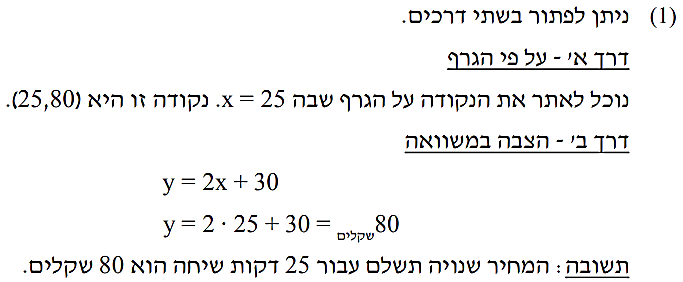 (1) ניתן לפתור בשתי דרכים.
דרך א׳ - על פי הגרף
נוכל לאתר את הנקודה על הגרף שבה x = 25. נקודה זו היא (25,80).
דרך ב׳ - הצבה במשוואה
y = 2x + 30
y = 2 · 25 + 30 = 80 שקלים
תשובה: המחיר שנויה תשלם עבור 25 דקות שיחה הוא 80 שקלים.